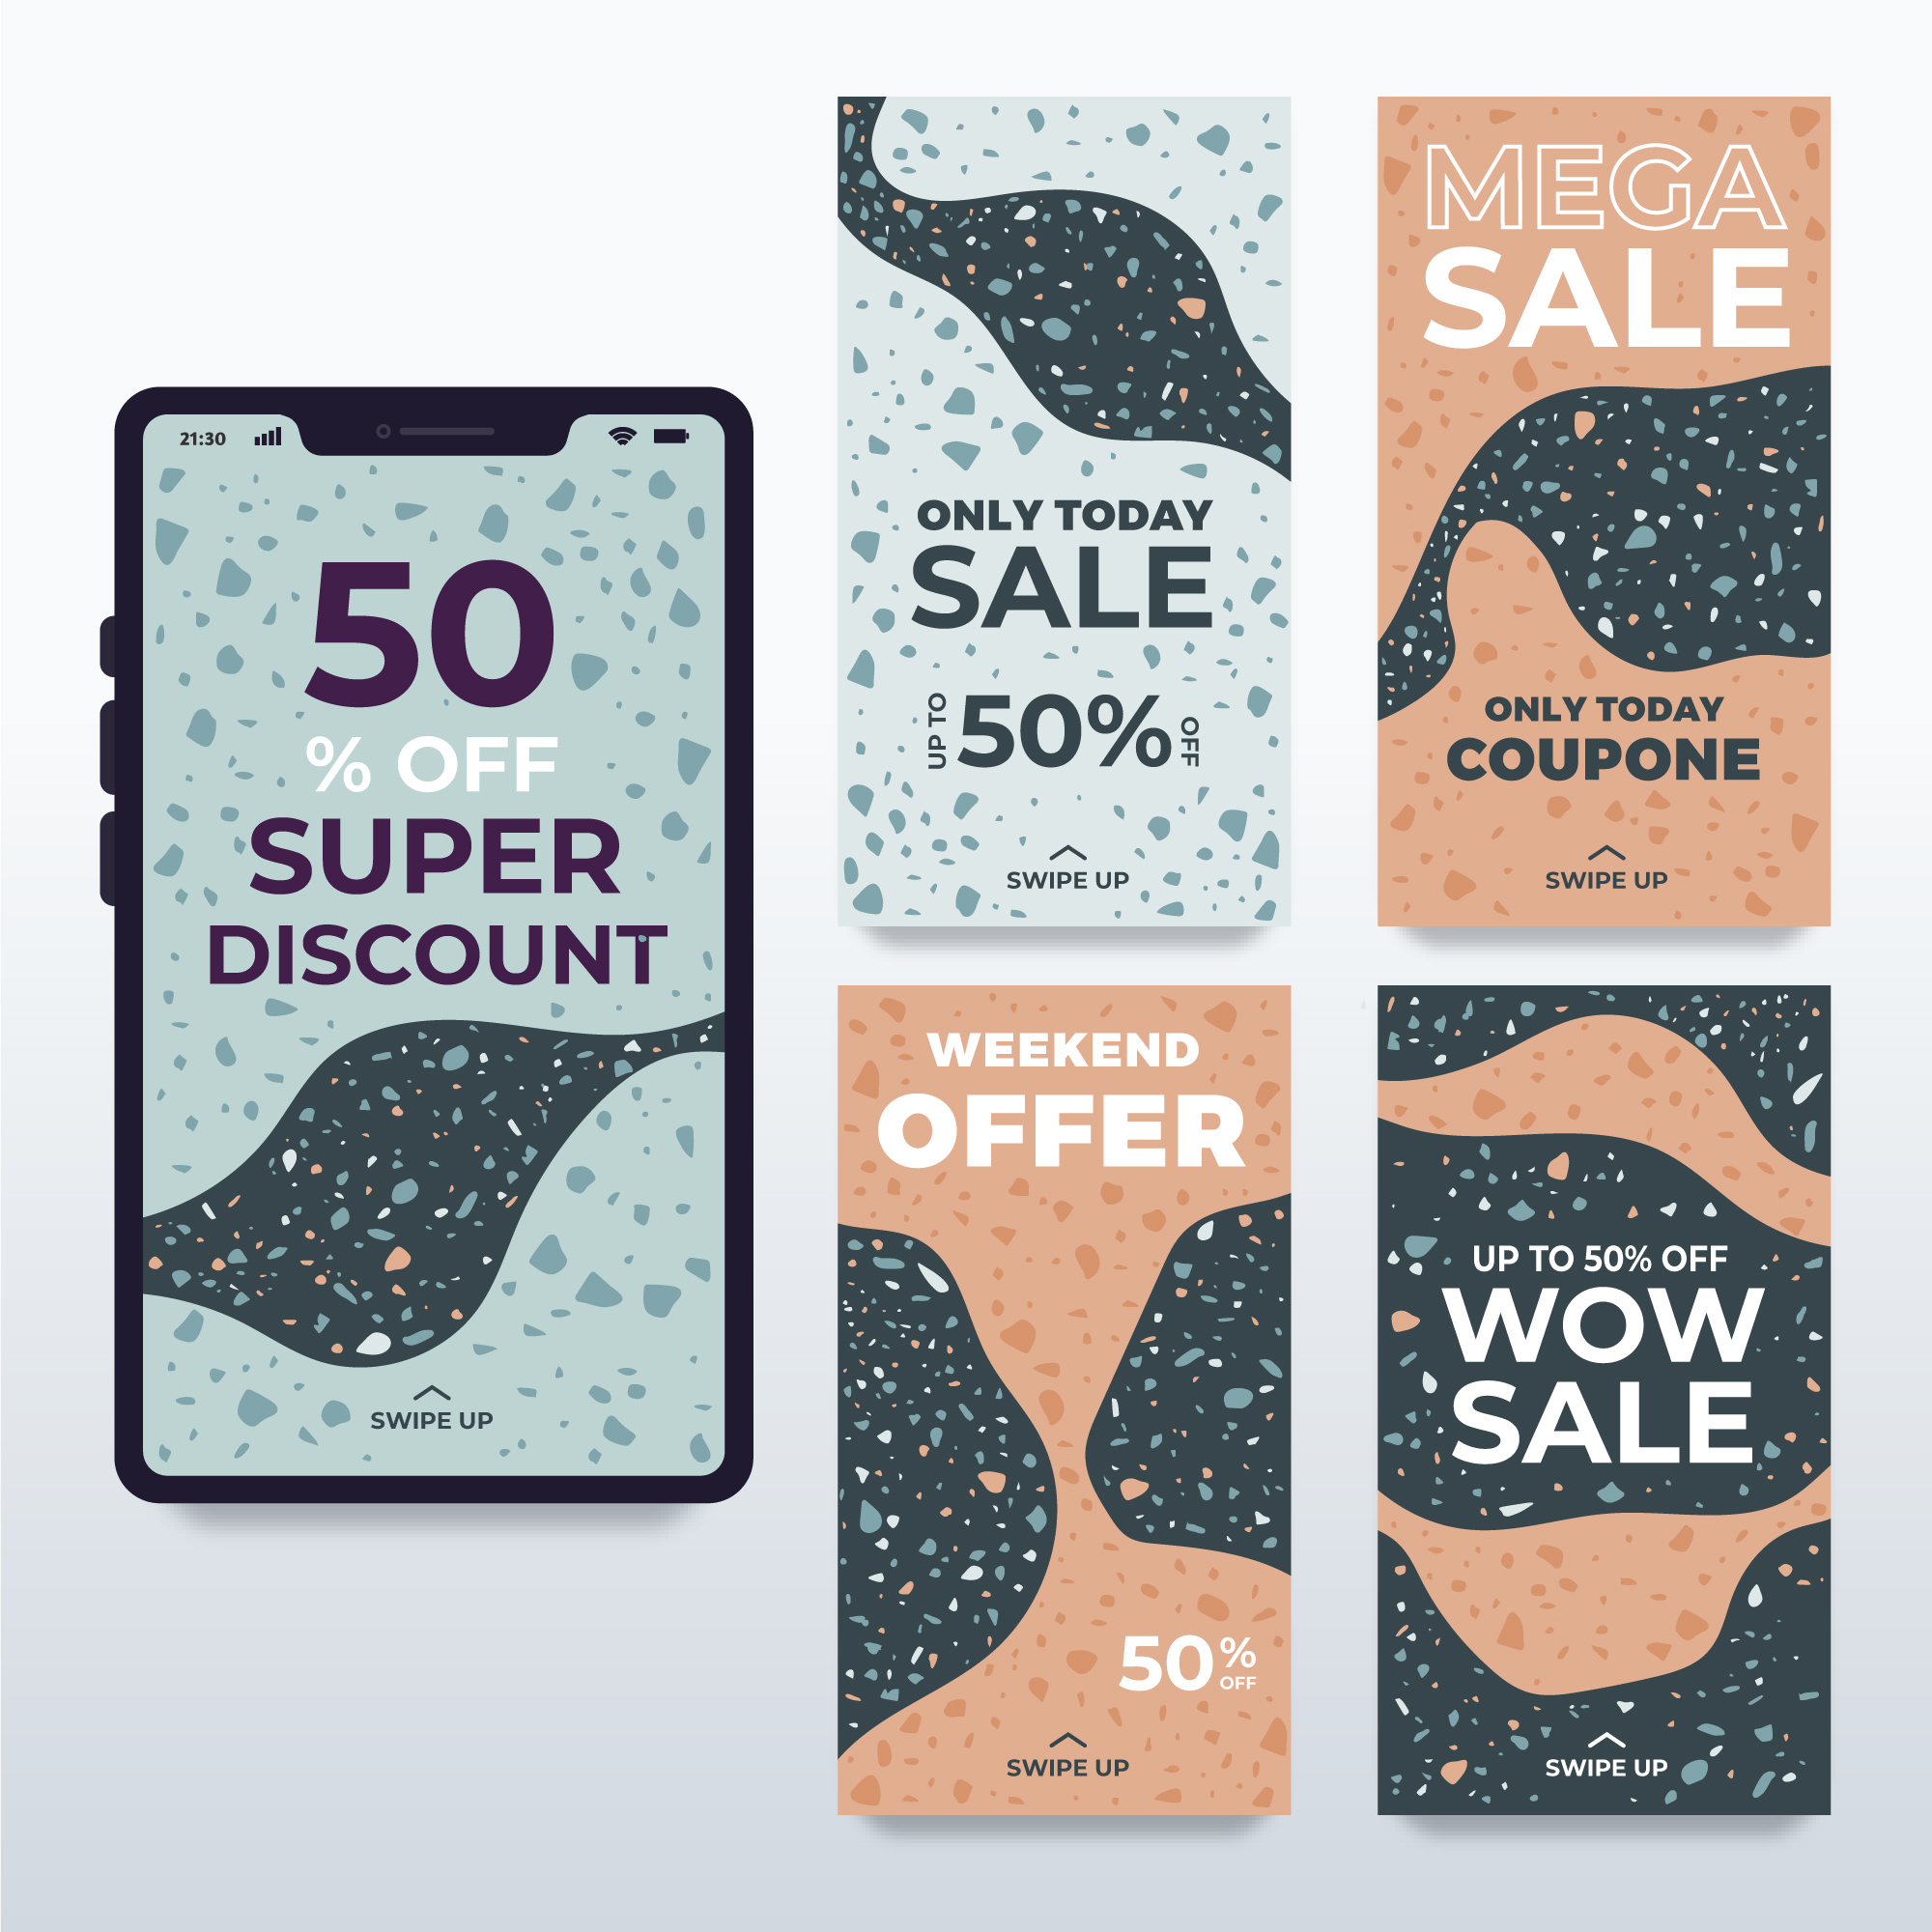 21:30
50
% OFF
SUPER
DISCOUNT
SWIPE UP
ONLY TODAY
SALE
UP TO 50% OFF
SWIPE UP
MEGA
SALE
ONLY TODAY
COUPONE
SWIPE UP
WEEKEND
OFFER
50%
OFF
SWIPE UP
UP TO 50% OFF
WOW
SALE
SWIPE UP